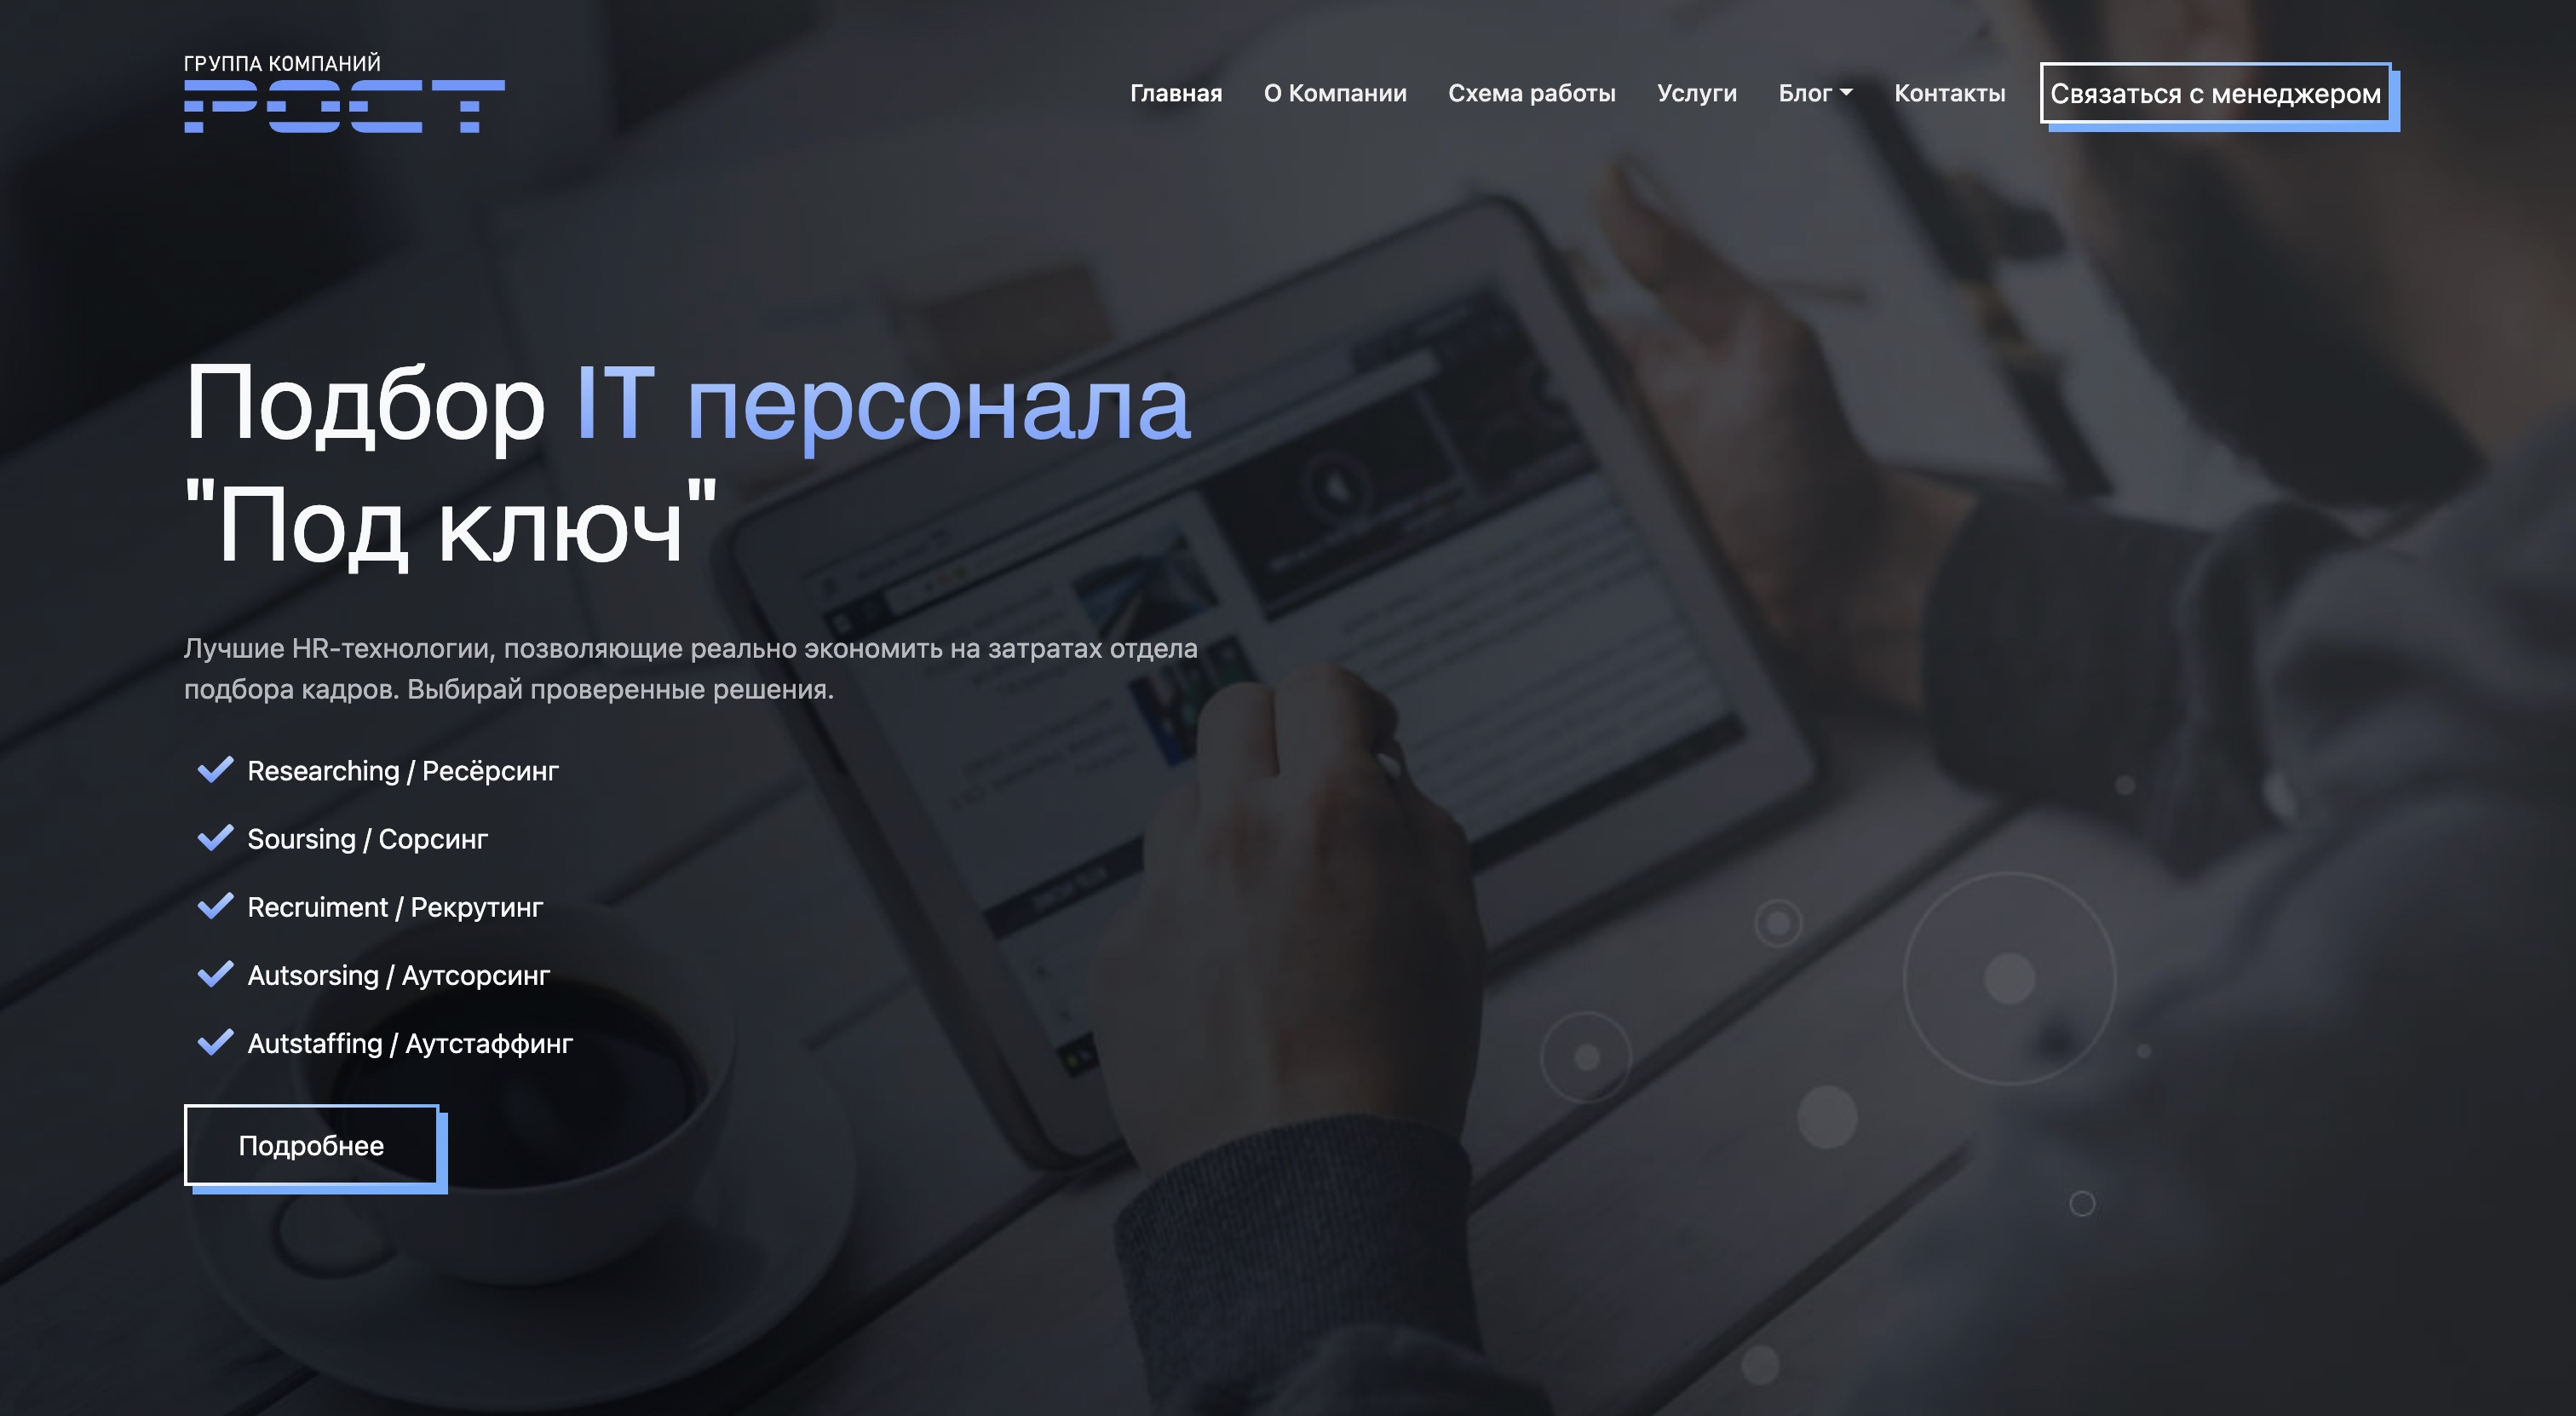 ГРУППА КОМПАНИЙ
РОСТ
Главная
О Компании
Схема работы
Услуги
Блог
Контакты
Связаться с менеджером
Подбор IT персонала
"Под ключ"
Лучшие HR-технологии, позволяющие реально экономить на затратах отдела
подбора кадров. Выбирай проверенные решения.
Researching / Ресёрсинг
Soursing / Сорсинг
Recruiment / Рекрутинг
Autsorsing / Аутсорсинг
Autstaffing / Аутстаффинг
Подробнее